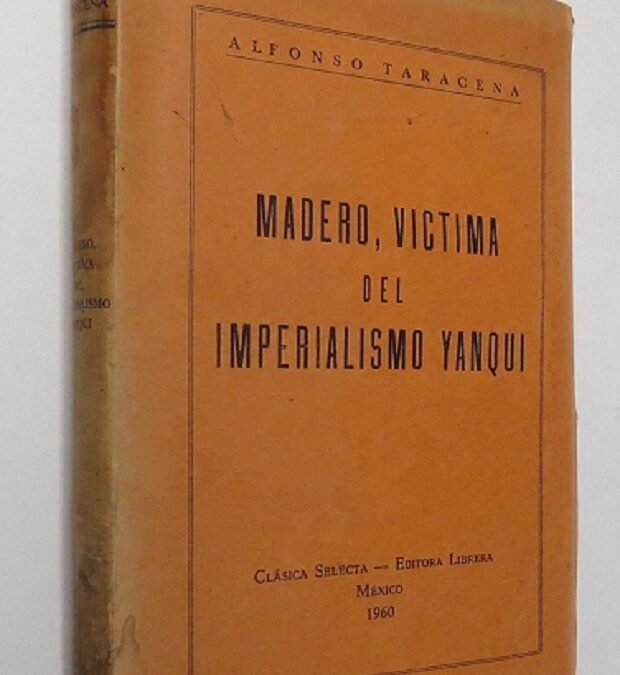 ALFONSO TARACENA
MADERO, VICTIMA
DEL
IMPERIALISMO YANQUI
CLÁSICA SELECTA — EDITORA LIBRERA
MÉXICO
1960